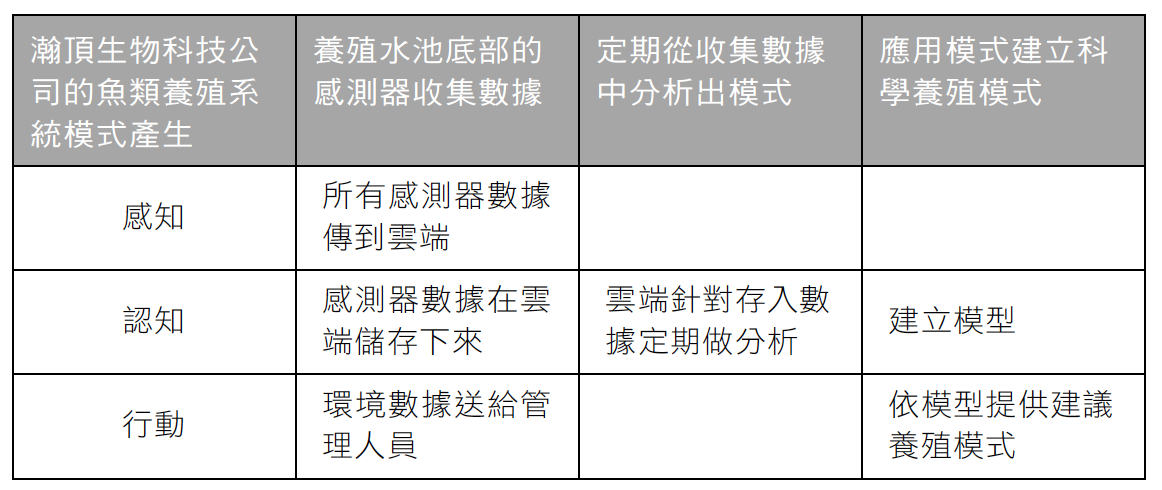 瀚頂生物科技公
司的魚類養殖系
統模式產生
養殖水池底部的
感測器收集數據
定期從收集數據
中分析出模式
應用模式建立科
學養殖模式
感知
所有感測器數據
傳到雲端
認知
感測器數據在雲
端儲存下來
雲端針對存入數
據定期做分析
建立模型
行動
環境數據送給管
理人員
依模型提供建議
養殖模式